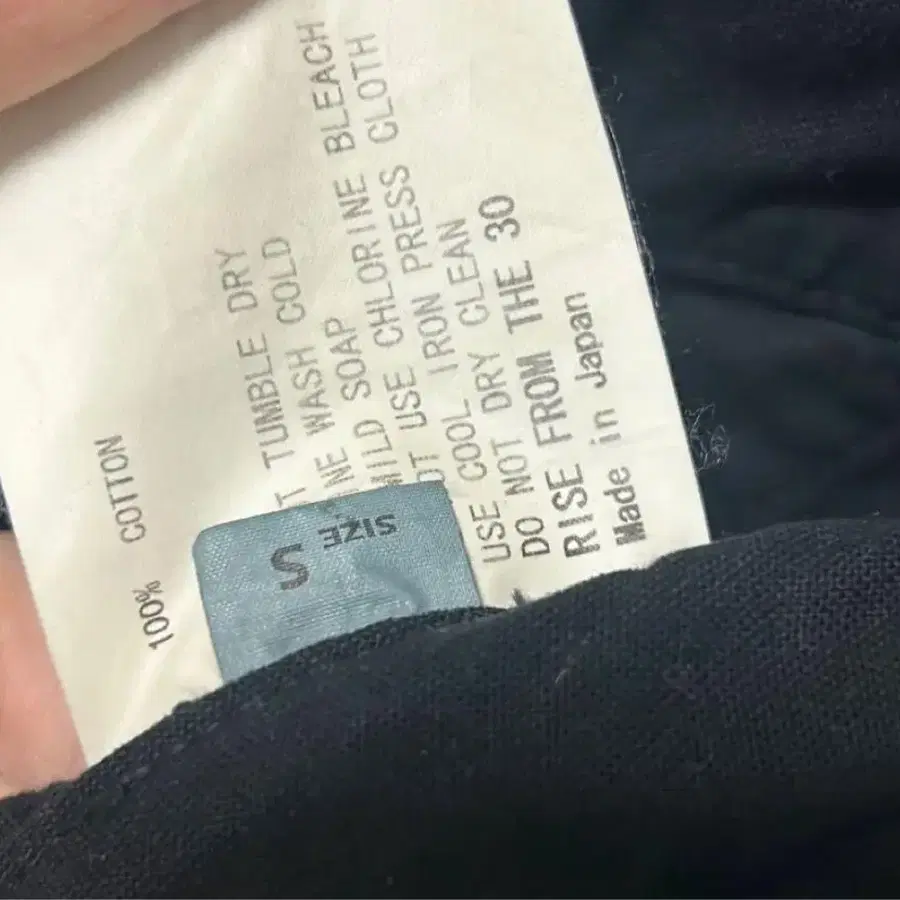 100% COTTON
T TUMBLE DRY
NE WASH COLD
MILD SOAP
OT USE CHLORINE BLEACH
USE COOL IRON PRESS CLOTH
DO NOT DRY CLEAN
RISE FROM THE 30
Made in Japan
SIZE
S